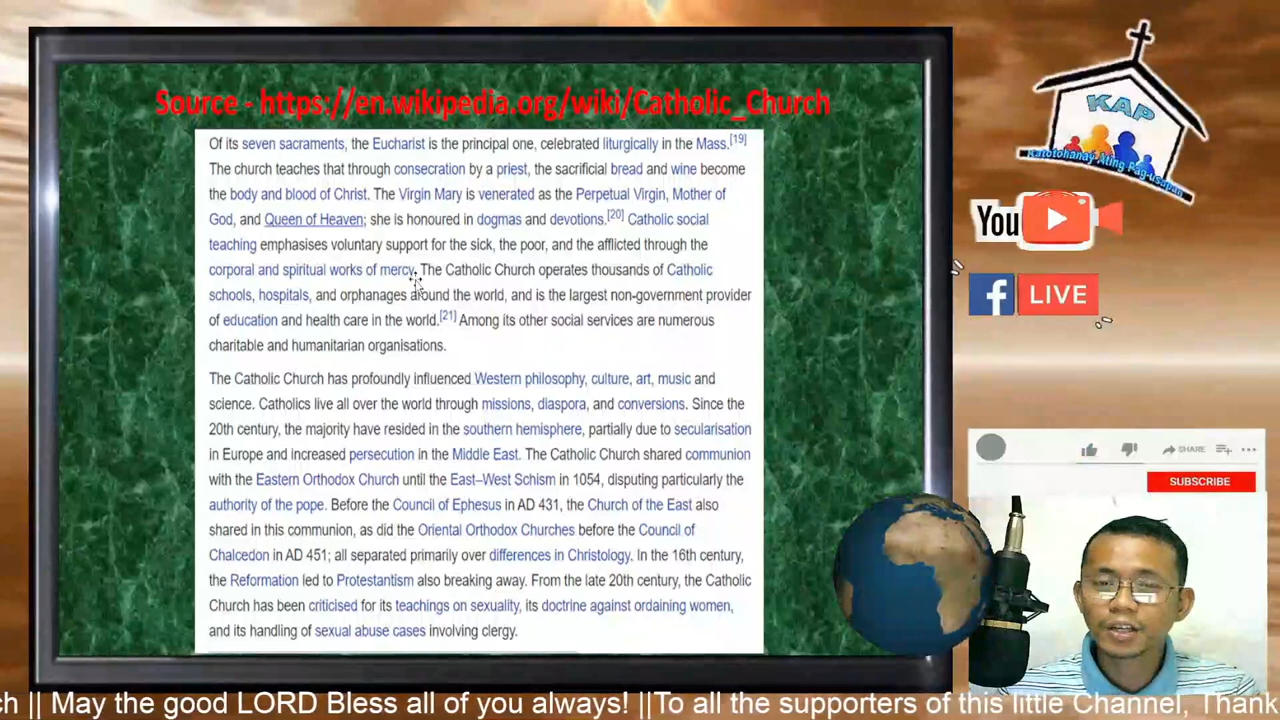 Source - https://en.wikipedia.org/wiki/Catholic_Church
Of its seven sacraments, the Eucharist is the principal one, celebrated liturgically in the Mass.[19]
The church teaches that through consecration by a priest, the sacrificial bread and wine become
the body and blood of Christ. The Virgin Mary is venerated as the Perpetual Virgin, Mother of
God, and Queen of Heaven; she is honoured in dogmas and devotions.[20] Catholic social
teaching emphasises voluntary support for the sick, the poor, and the afflicted through the
corporal and spiritual works of mercy. The Catholic Church operates thousands of Catholic
schools, hospitals, and orphanages around the world, and is the largest non-government provider
of education and health care in the world.[21] Among its other social services are numerous
charitable and humanitarian organisations.
The Catholic Church has profoundly influenced Western philosophy, culture, art, music and
science. Catholics live all over the world through missions, diaspora, and conversions. Since the
20th century, the majority have resided in the southern hemisphere, partially due to secularisation
in Europe and increased persecution in the Middle East. The Catholic Church shared communion
with the Eastern Orthodox Church until the East–West Schism in 1054, disputing particularly the
authority of the pope. Before the Council of Ephesus in AD 431, the Church of the East also
shared in this communion, as did the Oriental Orthodox Churches before the Council of
Chalcedon in AD 451; all separated primarily over differences in Christology. In the 16th century,
the Reformation led to Protestantism also breaking away. From the late 20th century, the Catholic
Church has been criticised for its teachings on sexuality, its doctrine against ordaining women,
and its handling of sexual abuse cases involving clergy.
KAP
Katotohanay Ating Pag-usapan
You
LIVE
SHARE
SUBSCRIBE
ch || May the good LORD Bless all of you always! ||To all the supporters of this little Channel, Thank